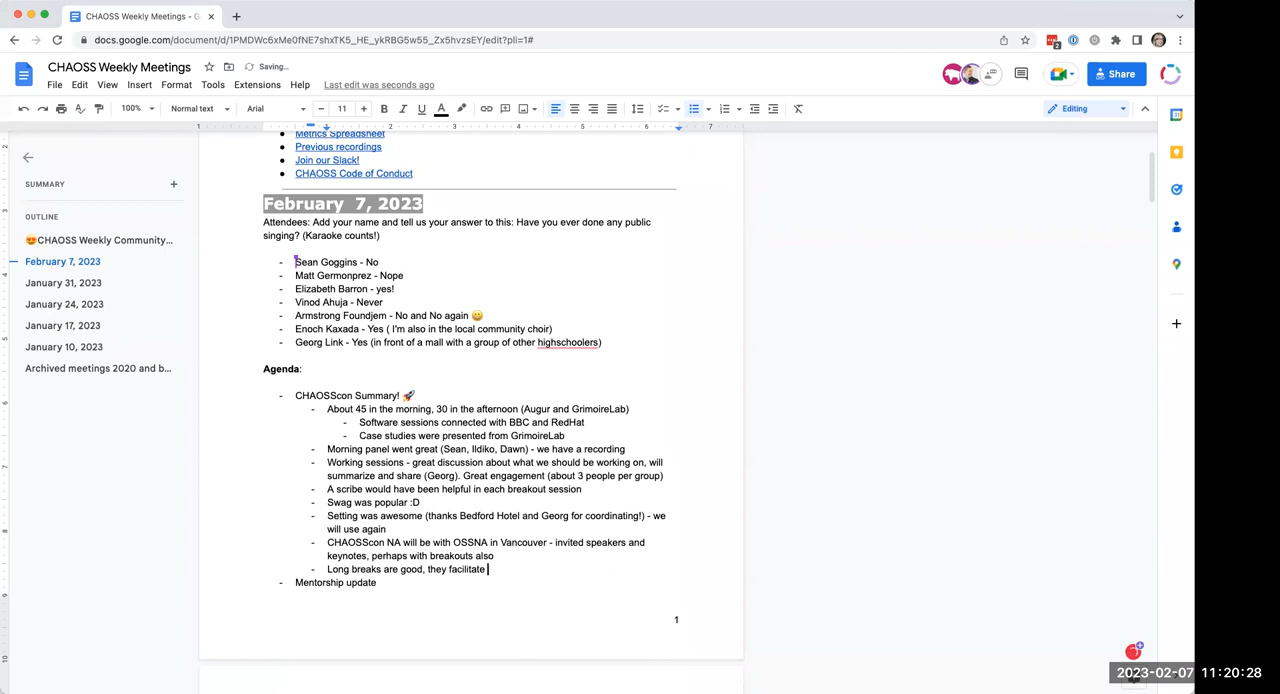 CHAOSS Weekly Meetings - G
docs.google.com/document/d/1PMDWc6xMe0fNE7shxTK5_HE_ykRBG5w55_Zx5hvzsEY/edit?pli=1#
2
CHAOSS Weekly Meetings
Saving...
File Edit View Insert Format Tools Extensions Help Last edit was seconds ago
Share
100% Normal text Arial 11 Editing
1 1 2 3 4 5 6 7
Metrics Spreadsheet
Previous recordings
Join our Slack!
CHAOSS Code of Conduct
SUMMARY
OUTLINE
😍CHAOSS Weekly Community...
February 7, 2023
January 31, 2023
January 24, 2023
January 17, 2023
January 10, 2023
Archived meetings 2020 and b...
February 7, 2023
Attendees: Add your name and tell us your answer to this: Have you ever done any public
singing? (Karaoke counts!)
- Sean Goggins - No
- Matt Germonprez - Nope
- Elizabeth Barron - yes!
- Vinod Ahuja - Never
- Armstrong Foundjem - No and No again 😄
- Enoch Kaxada - Yes ( I'm also in the local community choir)
- Georg Link - Yes (in front of a mall with a group of other highschoolers)
Agenda:
- CHAOSScon Summary! 🚀
- About 45 in the morning, 30 in the afternoon (Augur and GrimoireLab)
- Software sessions connected with BBC and RedHat
- Case studies were presented from GrimoireLab
- Morning panel went great (Sean, Ildiko, Dawn) - we have a recording
- Working sessions - great discussion about what we should be working on, will
summarize and share (Georg). Great engagement (about 3 people per group)
- A scribe would have been helpful in each breakout session
- Swag was popular :D
- Setting was awesome (thanks Bedford Hotel and Georg for coordinating!) - we
will use again
- CHAOSScon NA will be with OSSNA in Vancouver - invited speakers and
keynotes, perhaps with breakouts also
- Long breaks are good, they facilitate
- Mentorship update
1
2023-02-07 11:20:28